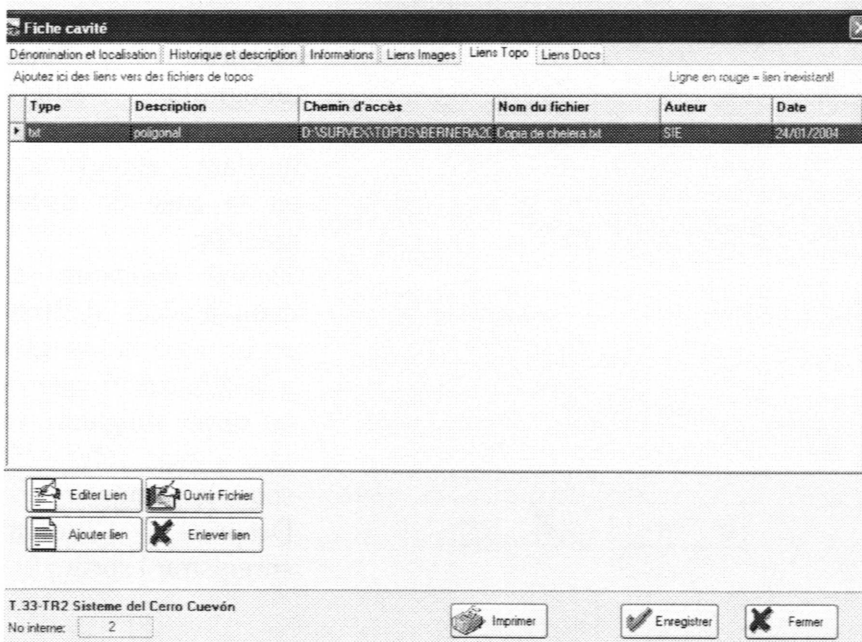 Fiche cavité
Dénomination et localisation Historique et description Informations Liens Images Liens Topo Liens Docs
Ajoutez ici des liens vers des fichiers de topos Ligne en rouge = lien inexistant!
Type Description Chemin d'accès Nom du fichier Auteur Date
txt poligonal D:\SURVEX\TOPOS\BERNERA20 Copia de chelera.txt SIE 24/01/2004
Editer Lien Ouvrir Fichier
Ajouter lien Enlever lien
T.33-TR2 Sisteme del Cerro Cuevón
No interne: 2
Imprimer Enregistrer Fermer